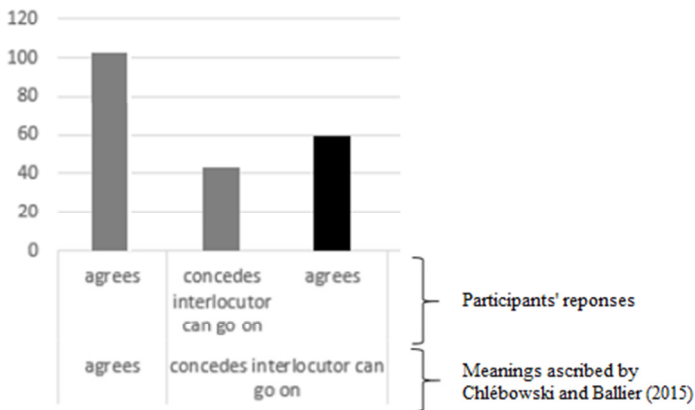 120
100
80
60
40
20
0
agrees
concedes
interlocutor
can go on
agrees
Participants' reponses
agrees
concedes interlocutor can
go on
Meanings ascribed by
Chlébowski and Ballier (2015)